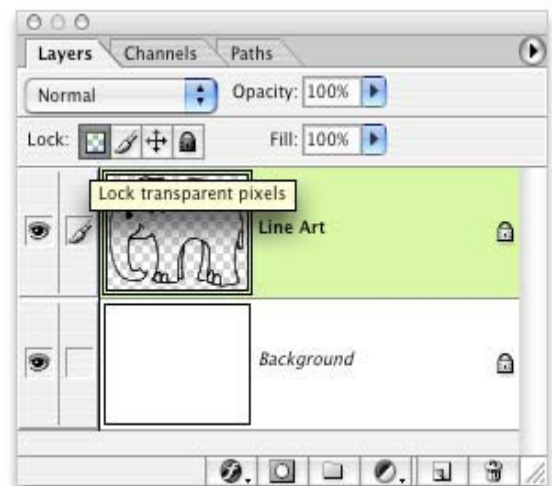 Layers Channels Paths
Normal Opacity: 100%
Lock: Fill: 100%
Lock transparent pixels
Line Art
Background